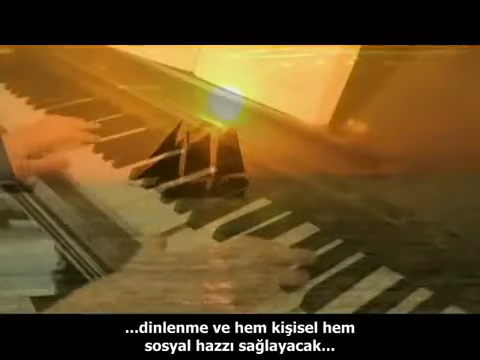 ...dinlenme ve hem kişisel hem
sosyal hazzı sağlayacak...